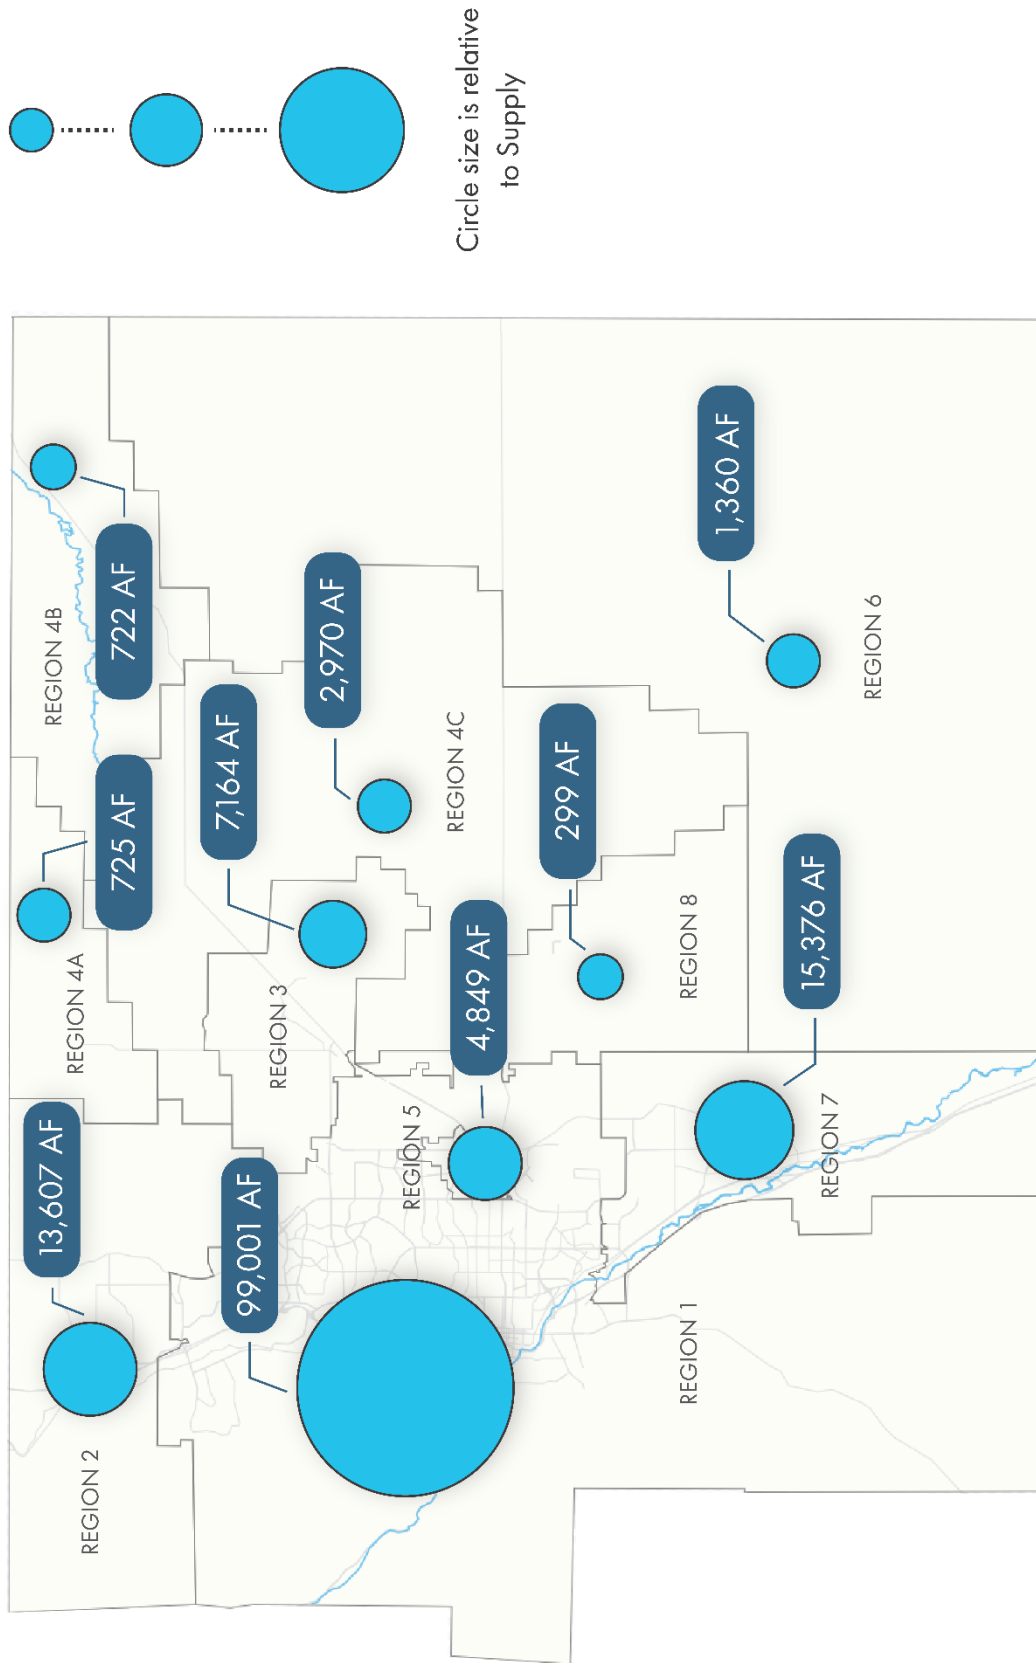 REGION 2
13,607 AF
REGION 4A
725 AF
REGION 4B
722 AF
99,001 AF
REGION 3
7,164 AF
2,970 AF
REGION 4C
REGION 5
4,849 AF
299 AF
REGION 8
REGION 1
REGION 7
15,376 AF
1,360 AF
REGION 6
Circle size is relative
to Supply